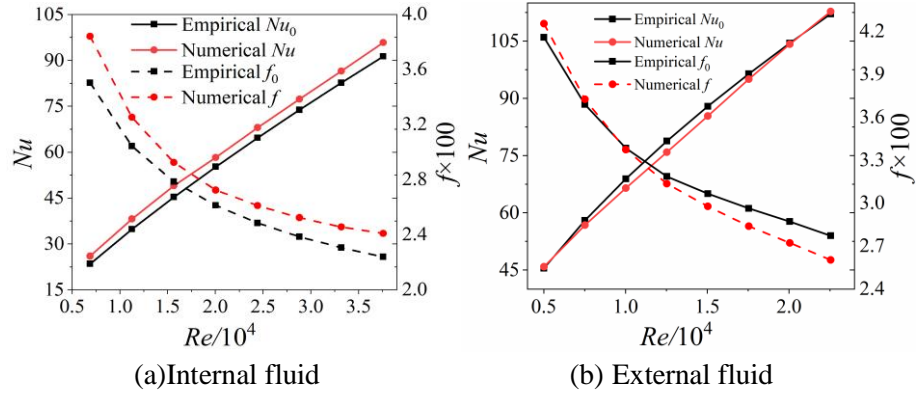 105
90
75
60
45
30
15
Nu
Empirical Nu₀
Numerical Nu
Empirical f₀
Numerical f
4.0
3.6
3.2
2.8
2.4
2.0
f×100
0.5 1.0 1.5 2.0 2.5 3.0 3.5
Re/10⁴
(a)Internal fluid
105
90
75
60
45
Nu
Empirical Nu₀
Numerical Nu
Empirical f₀
Numerical f
4.2
3.9
3.6
3.3
3.0
2.7
2.4
f×100
0.5 1.0 1.5 2.0
Re/10⁴
(b) External fluid